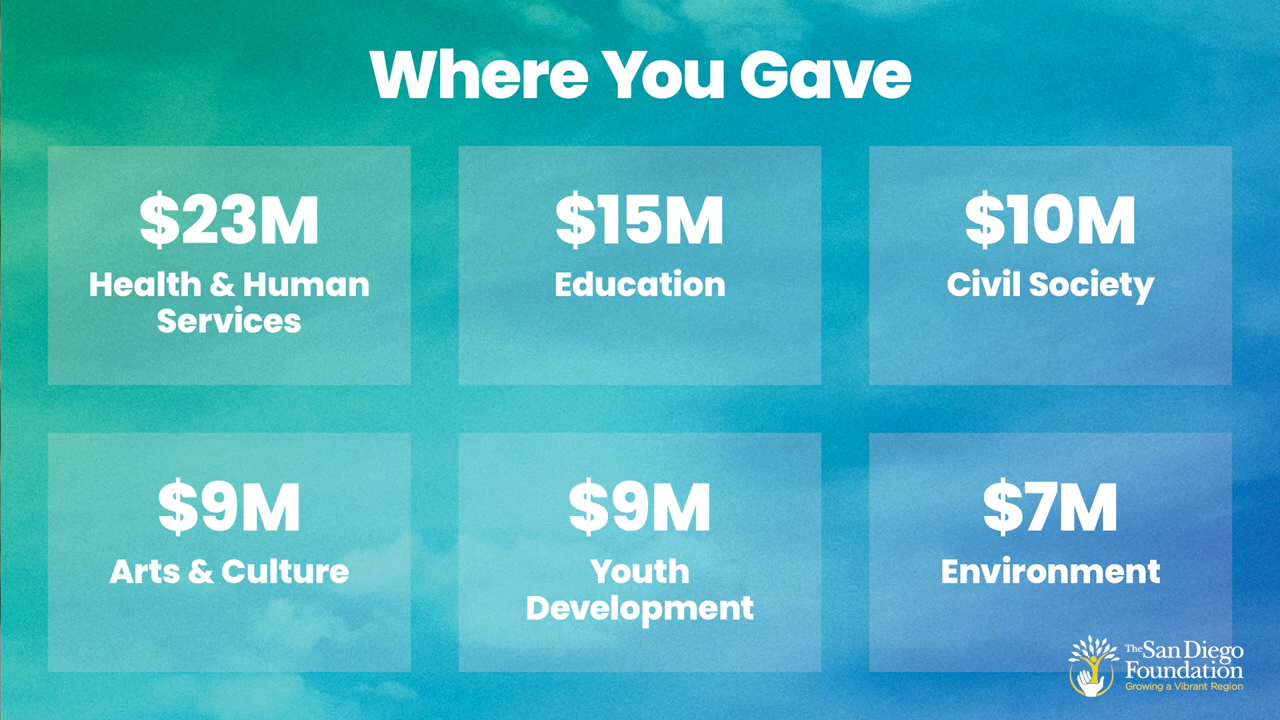 Where You Gave
$23M
Health & Human
Services
$15M
Education
$10M
Civil Society
$9M
Arts & Culture
$9M
Youth
Development
$7M
Environment
The San Diego
Foundation
Growing a Vibrant Region